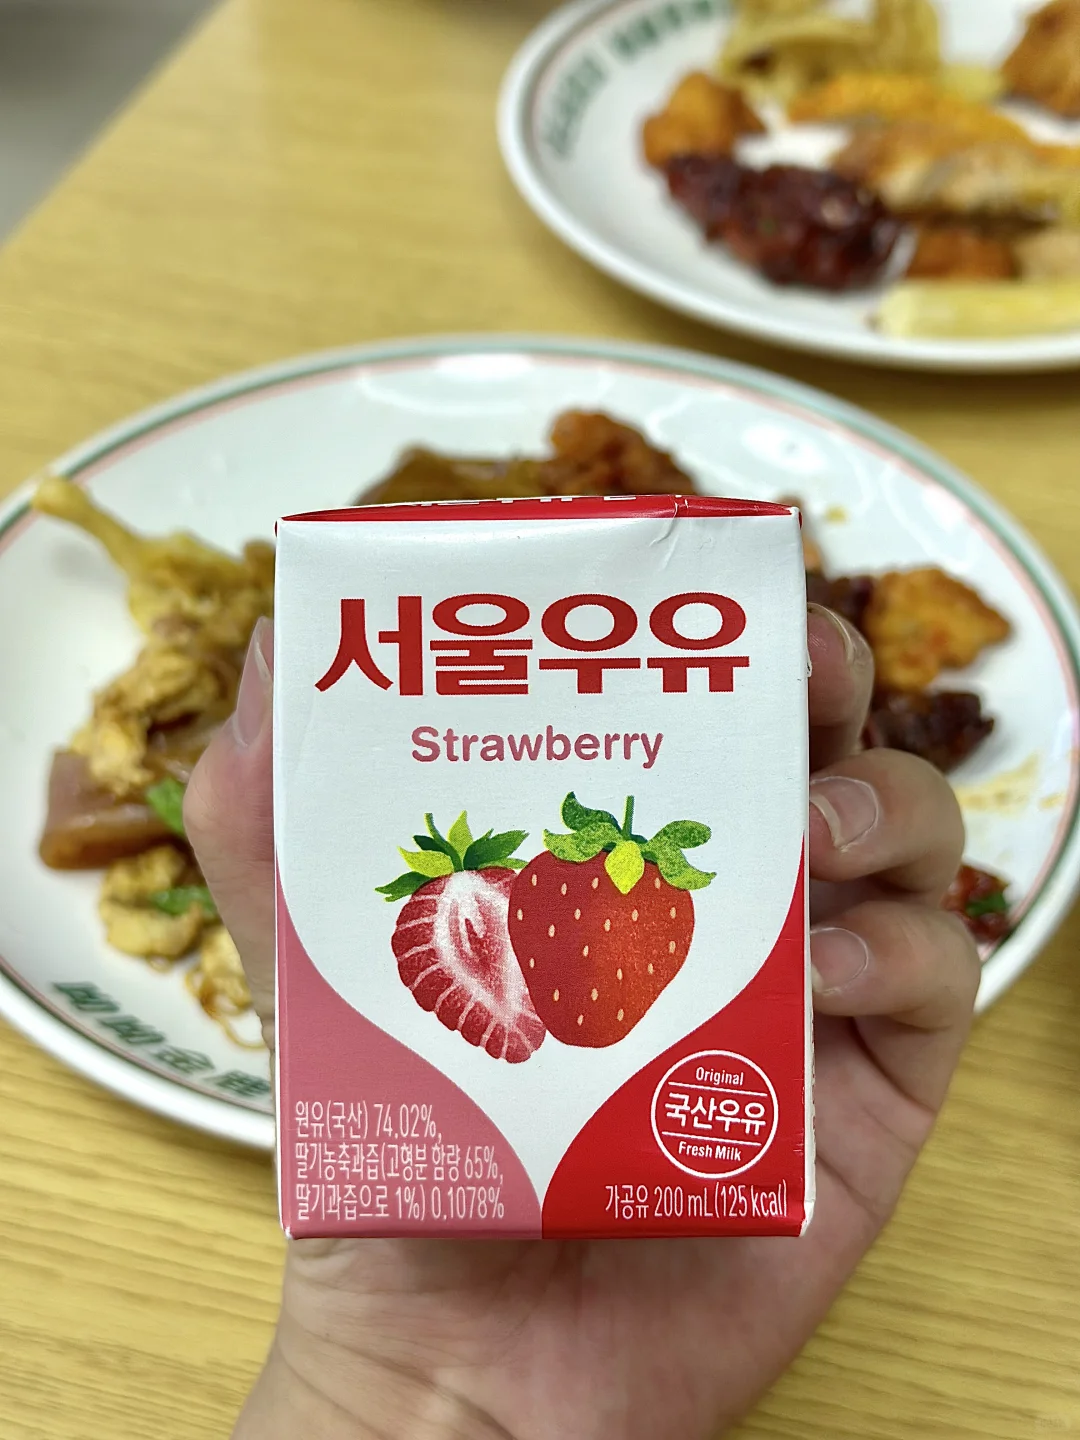 서울우유
Strawberry
Original
국산우유
Fresh Milk
원유(국산) 74.02%,
딸기농축과즙(고형분 함량 65%,
딸기과즙으로 1%) 0.1078%
가공유 200 mL(125 kcal)